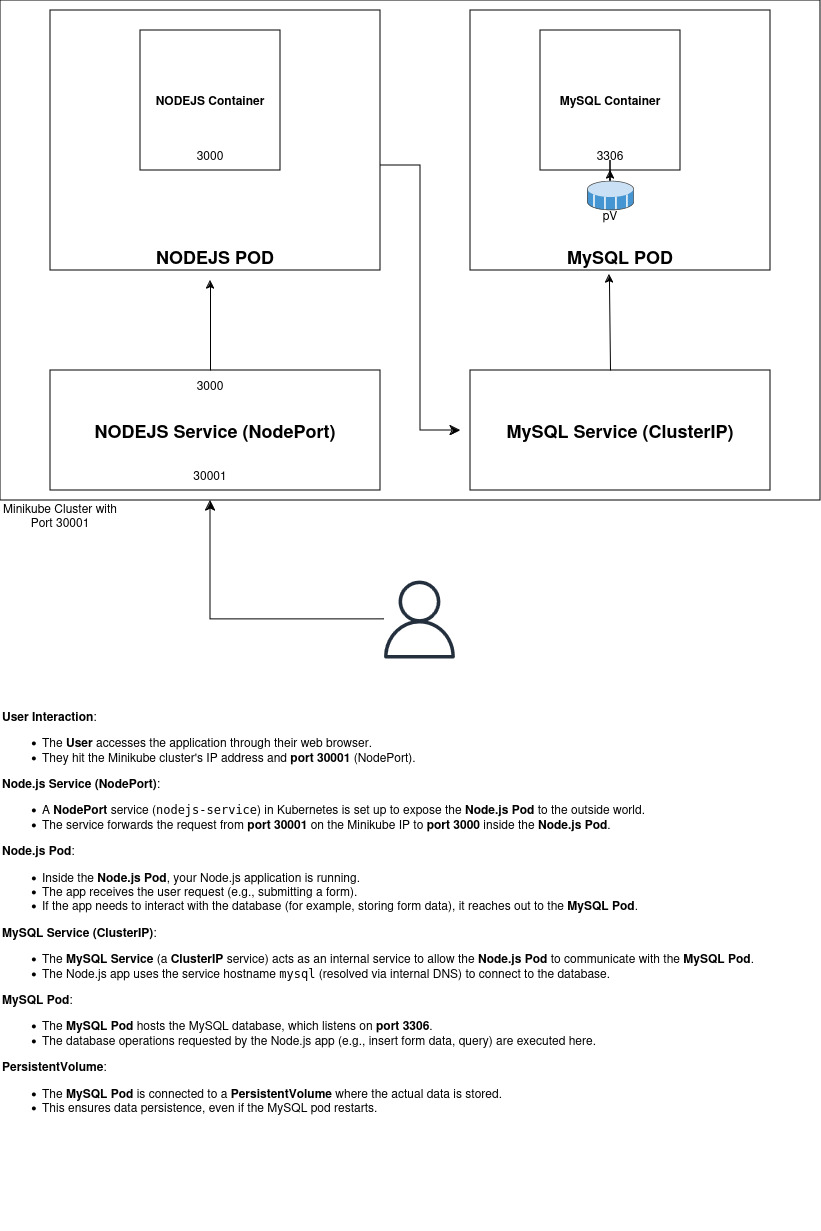 NODEJS Container
3000
NODEJS POD
MySQL Container
3306
pV
MySQL POD
3000
NODEJS Service (NodePort)
30001
MySQL Service (ClusterIP)
Minikube Cluster with
Port 30001
User Interaction:
• The User accesses the application through their web browser.
• They hit the Minikube cluster's IP address and port 30001 (NodePort).
Node.js Service (NodePort):
• A NodePort service (nodejs-service) in Kubernetes is set up to expose the Node.js Pod to the outside world.
• The service forwards the request from port 30001 on the Minikube IP to port 3000 inside the Node.js Pod.
Node.js Pod:
• Inside the Node.js Pod, your Node.js application is running.
• The app receives the user request (e.g., submitting a form).
• If the app needs to interact with the database (for example, storing form data), it reaches out to the MySQL Pod.
MySQL Service (ClusterIP):
• The MySQL Service (a ClusterIP service) acts as an internal service to allow the Node.js Pod to communicate with the MySQL Pod.
• The Node.js app uses the service hostname mysql (resolved via internal DNS) to connect to the database.
MySQL Pod:
• The MySQL Pod hosts the MySQL database, which listens on port 3306.
• The database operations requested by the Node.js app (e.g., insert form data, query) are executed here.
PersistentVolume:
• The MySQL Pod is connected to a PersistentVolume where the actual data is stored.
• This ensures data persistence, even if the MySQL pod restarts.